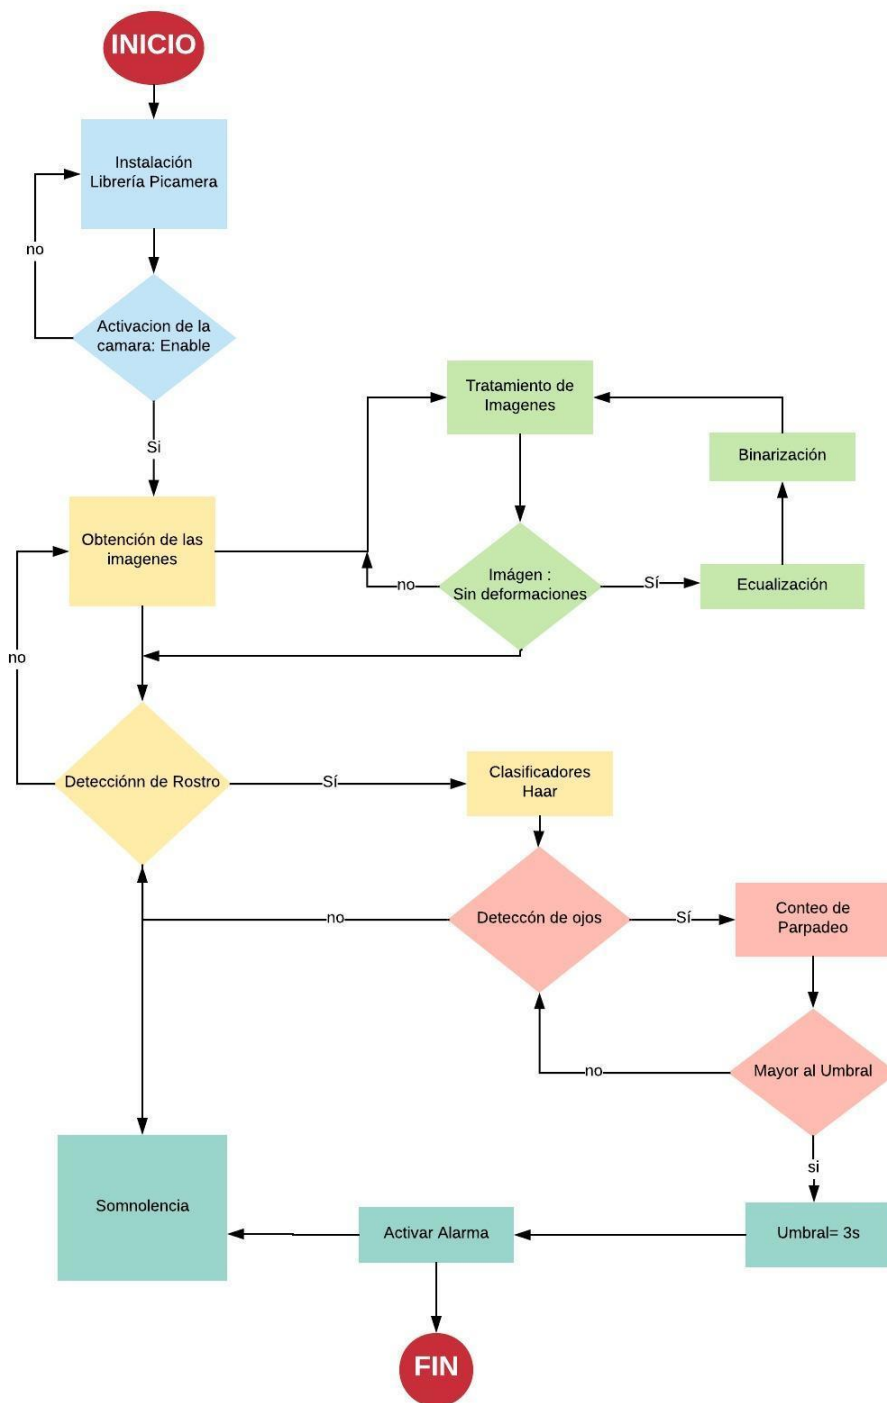 INICIO
Instalación
Librería Picamera
no
Activacion de la
camara: Enable
Si
Tratamiento de
Imagenes
Binarización
Obtención de las
imagenes
no
Imágen :
Sin deformaciones
Sí
Ecualización
no
Detecciónn de Rostro
Sí
Clasificadores
Haar
no
Deteccón de ojos
Sí
Conteo de
Parpadeo
no
Mayor al Umbral
si
Somnolencia
Activar Alarma
Umbral= 3s
FIN